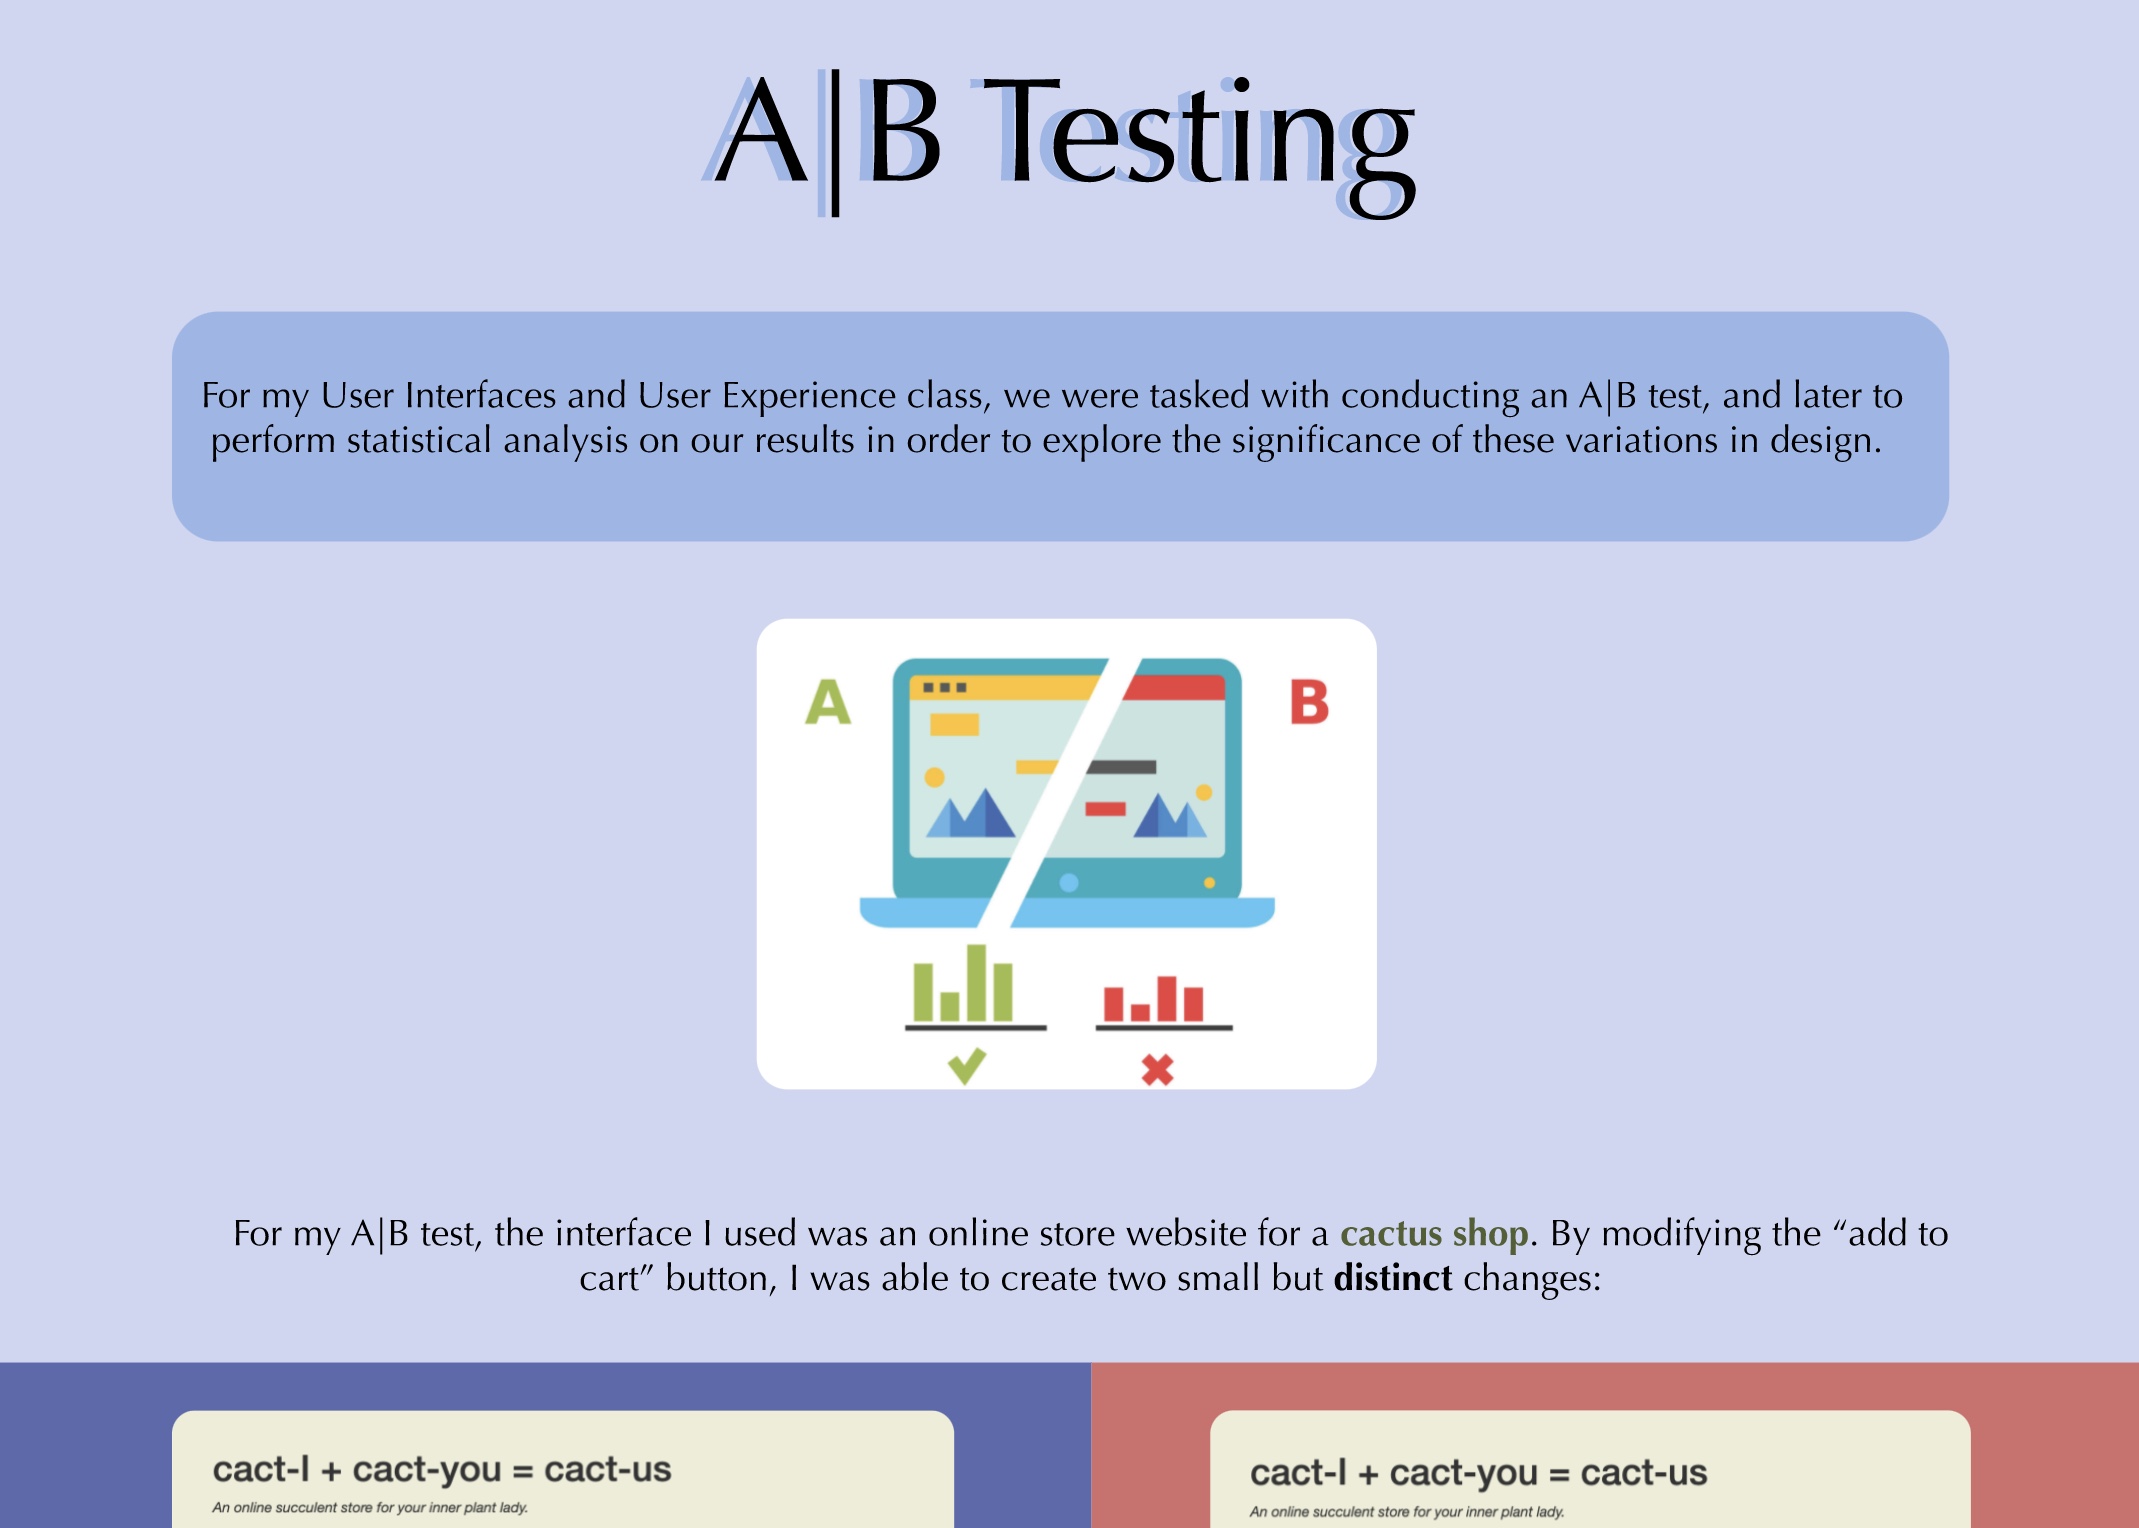 A|B Testing
For my User Interfaces and User Experience class, we were tasked with conducting an A|B test, and later to
perform statistical analysis on our results in order to explore the significance of these variations in design.
A
B
For my A|B test, the interface I used was an online store website for a cactus shop. By modifying the “add to
cart” button, I was able to create two small but distinct changes:
cact-I + cact-you = cact-us
An online succulent store for your inner plant lady.
cact-I + cact-you = cact-us
An online succulent store for your inner plant lady.